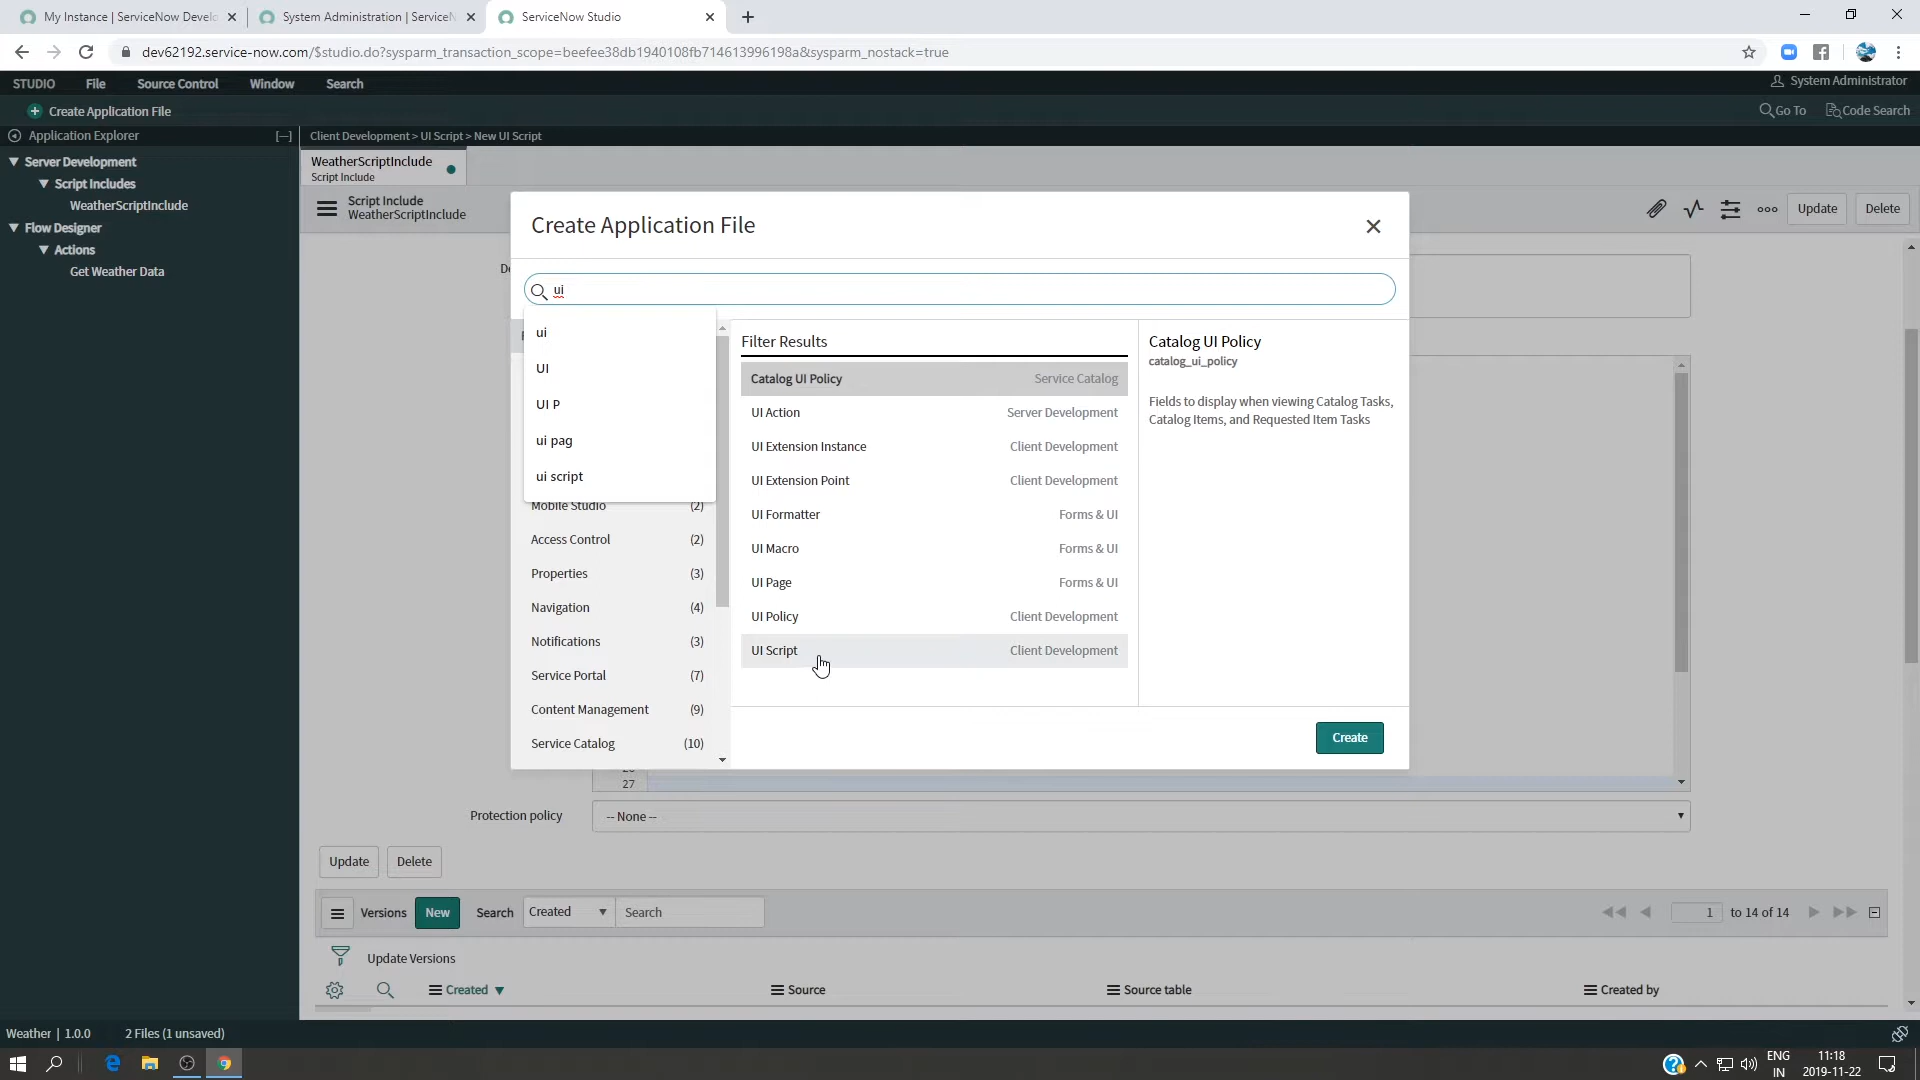 My Instance | ServiceNow Develo
System Administration | ServiceN
ServiceNow Studio
dev62192.service-now.com/$studio.do?sysparm_transaction_scope=beefee38db1940108fb714613996198a&sysparm_nostack=true
STUDIO File Source Control Window Search
System Administrator
Create Application File
Go To
Code Search
Application Explorer
[—]
Client Development > UI Script > New UI Script
Server Development
Script Includes
WeatherScriptInclude
Flow Designer
Actions
Get Weather Data
WeatherScriptInclude
Script Include
Script Include
WeatherScriptInclude
Update
Delete
Create Application File
ui
ui
UI
UI P
ui pag
ui script
Mobile Studio (2)
Access Control (2)
Properties (3)
Navigation (4)
Notifications (3)
Service Portal (7)
Content Management (9)
Service Catalog (10)
Filter Results
Catalog UI Policy Service Catalog
UI Action Server Development
UI Extension Instance Client Development
UI Extension Point Client Development
UI Formatter Forms & UI
UI Macro Forms & UI
UI Page Forms & UI
UI Policy Client Development
UI Script Client Development
Catalog UI Policy
catalog_ui_policy
Fields to display when viewing Catalog Tasks,
Catalog Items, and Requested Item Tasks
Create
27
Protection policy
-- None --
Update
Delete
Versions New Search Created Search
1 to 14 of 14
Update Versions
Created Source Source table Created by
Weather | 1.0.0 2 Files (1 unsaved)
ENG
IN
11:18
2019-11-22